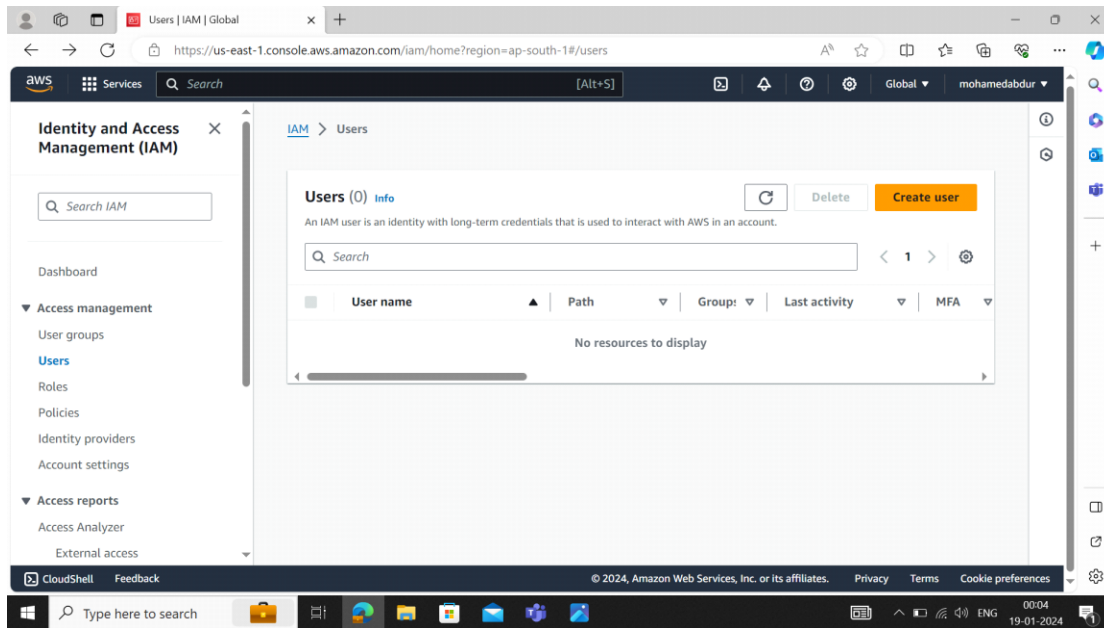 Users | IAM | Global
https://us-east-1.console.aws.amazon.com/iam/home?region=ap-south-1#/users
aws
Services
Search
[Alt+S]
Global
mohamedabdur
Identity and Access
Management (IAM)
Search IAM
Dashboard
Access management
User groups
Users
Roles
Policies
Identity providers
Account settings
Access reports
Access Analyzer
External access
IAM > Users
Users (0) Info
Delete
Create user
An IAM user is an identity with long-term credentials that is used to interact with AWS in an account.
Search
1
User name
Path
Group:
Last activity
MFA
No resources to display
CloudShell
Feedback
© 2024, Amazon Web Services, Inc. or its affiliates.
Privacy
Terms
Cookie preferences
Type here to search
ENG
00:04
19-01-2024
1